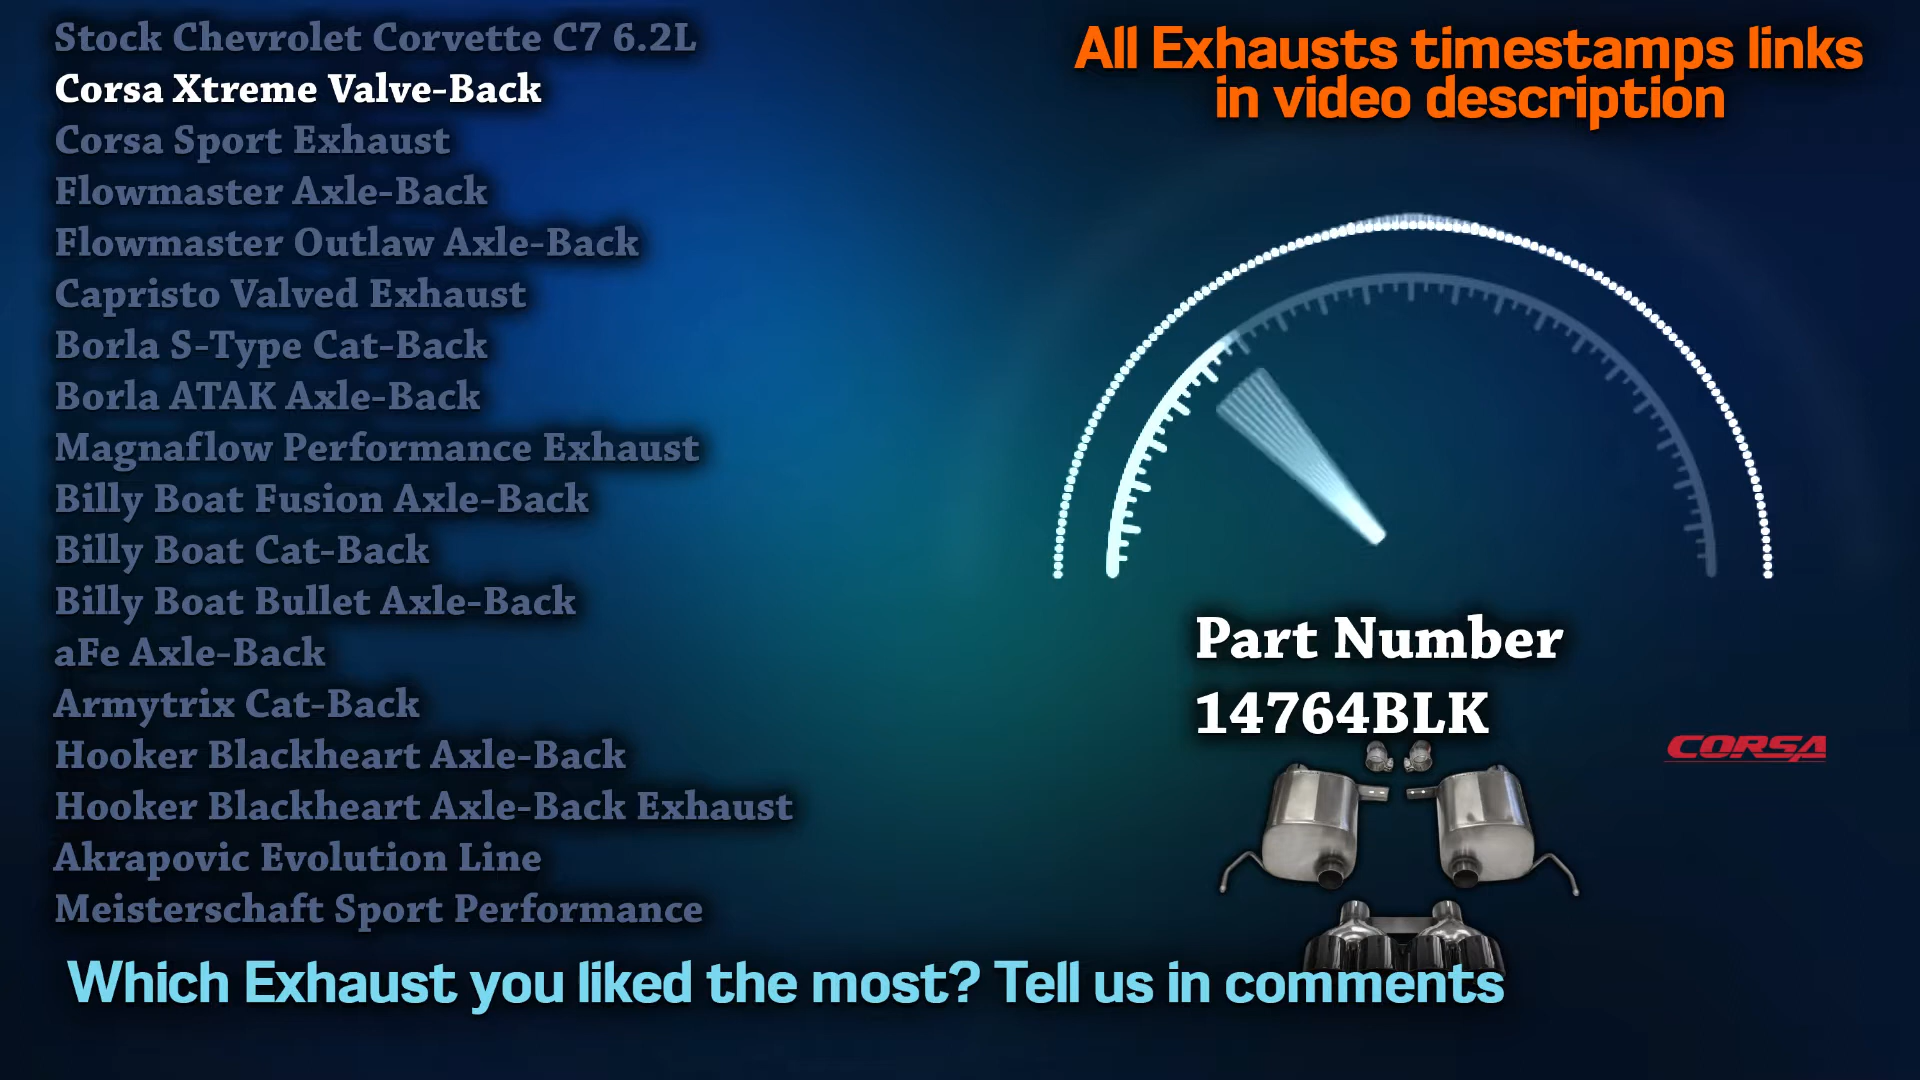 Stock Chevrolet Corvette C7 6.2L
Corsa Xtreme Valve-Back
Corsa Sport Exhaust
Flowmaster Axle-Back
Flowmaster Outlaw Axle-Back
Capristo Valved Exhaust
Borla S-Type Cat-Back
Borla ATAK Axle-Back
Magnaflow Performance Exhaust
Billy Boat Fusion Axle-Back
Billy Boat Cat-Back
Billy Boat Bullet Axle-Back
aFe Axle-Back
Armytrix Cat-Back
Hooker Blackheart Axle-Back
Hooker Blackheart Axle-Back Exhaust
Akrapovic Evolution Line
Meisterschaft Sport Performance
All Exhausts timestamps links
in video description
Part Number
14764BLK
CORSA
Which Exhaust you liked the most? Tell us in comments